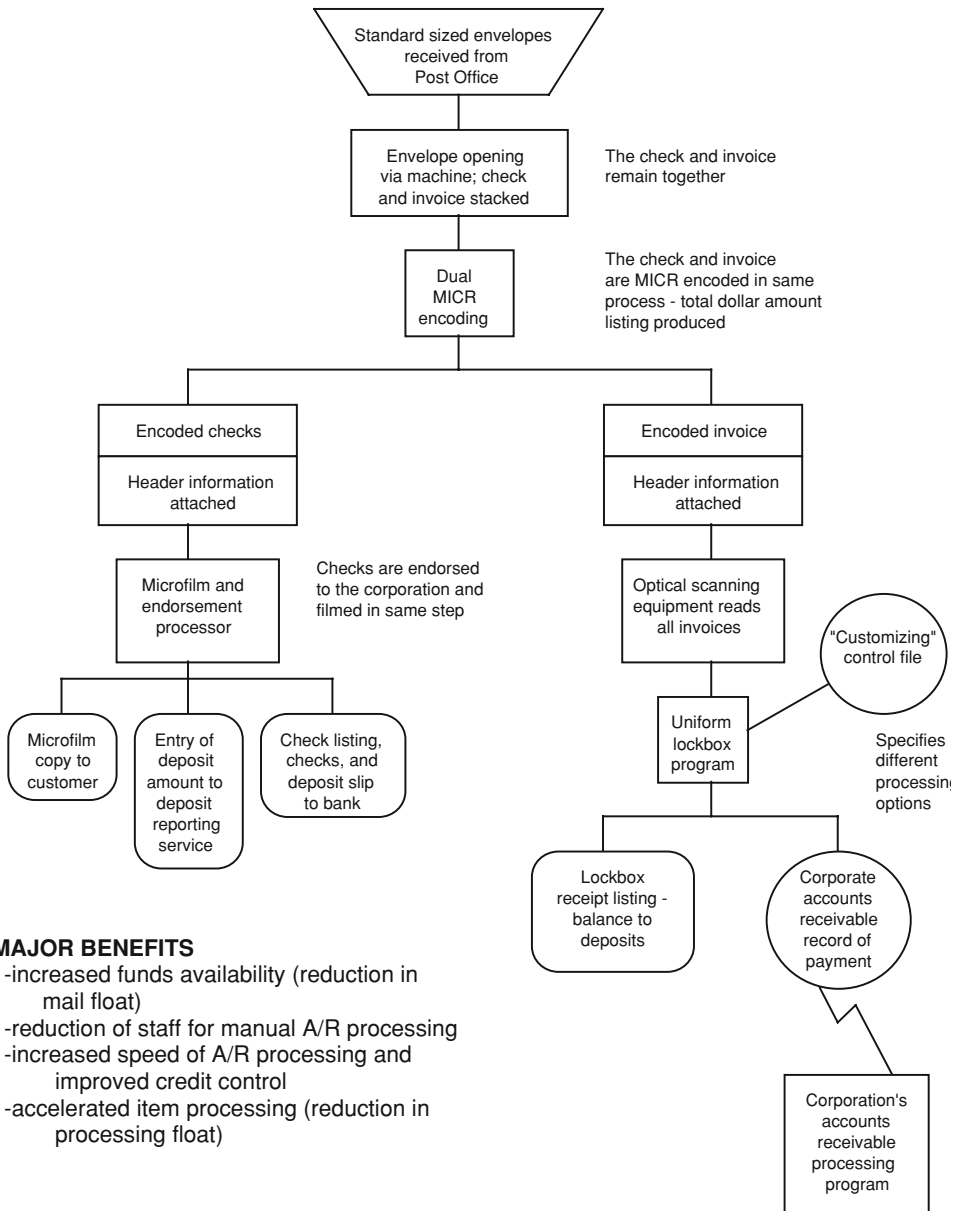 Standard sized envelopes
received from
Post Office
Envelope opening
via machine; check
and invoice stacked
The check and invoice
remain together
Dual
MICR
encoding
The check and invoice
are MICR encoded in same
process - total dollar amount
listing produced
Encoded checks
Header information
attached
Encoded invoice
Header information
attached
Microfilm and
endorsement
processor
Checks are endorsed
to the corporation and
filmed in same step
Optical scanning
equipment reads
all invoices
"Customizing"
control file
Microfilm
copy to
customer
Entry of
deposit
amount to
deposit
reporting
service
Check listing,
checks, and
deposit slip
to bank
Uniform
lockbox
program
Specifies
different
processing
options
Lockbox
receipt listing -
balance to
deposits
Corporate
accounts
receivable
record of
payment
MAJOR BENEFITS
-increased funds availability (reduction in
mail float)
-reduction of staff for manual A/R processing
-increased speed of A/R processing and
improved credit control
-accelerated item processing (reduction in
processing float)
Corporation's
accounts
receivable
processing
program